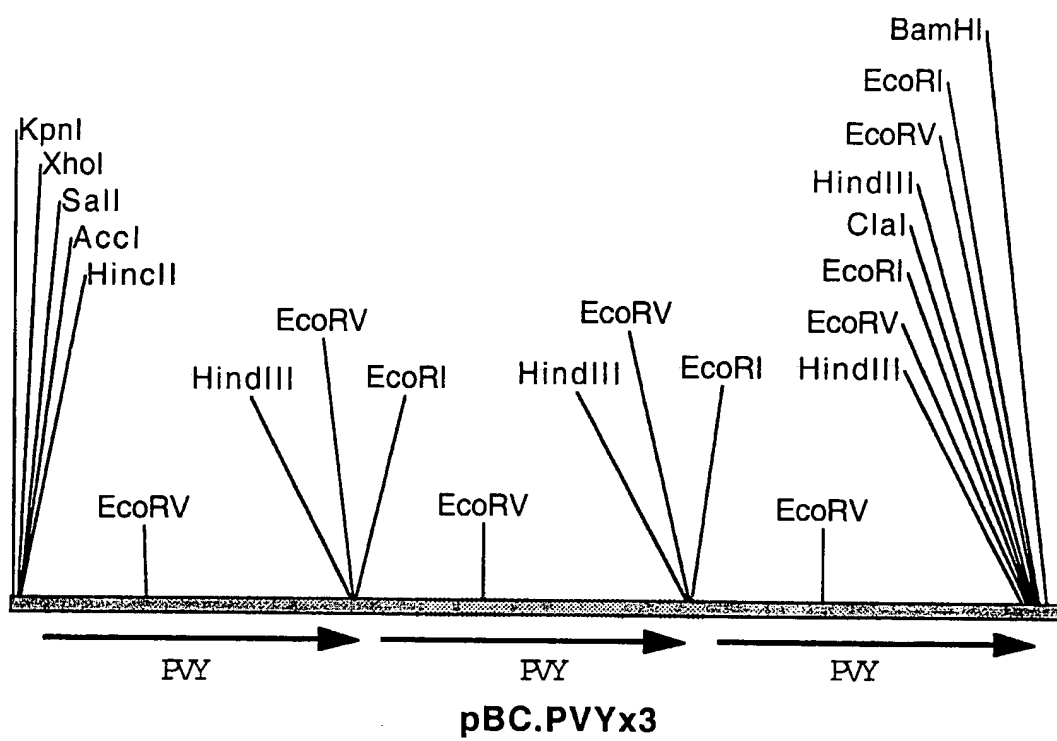 BamHI
EcoRI
KpnI
EcoRV
XhoI
HindIII
SalI
ClaI
AccI
EcoRI
HincII
EcoRV
EcoRV
EcoRV
HindIII
EcoRI
HindIII
EcoRI
HindIII
EcoRV
EcoRV
EcoRV
PVY
PVY
PVY
pBC.PVYx3